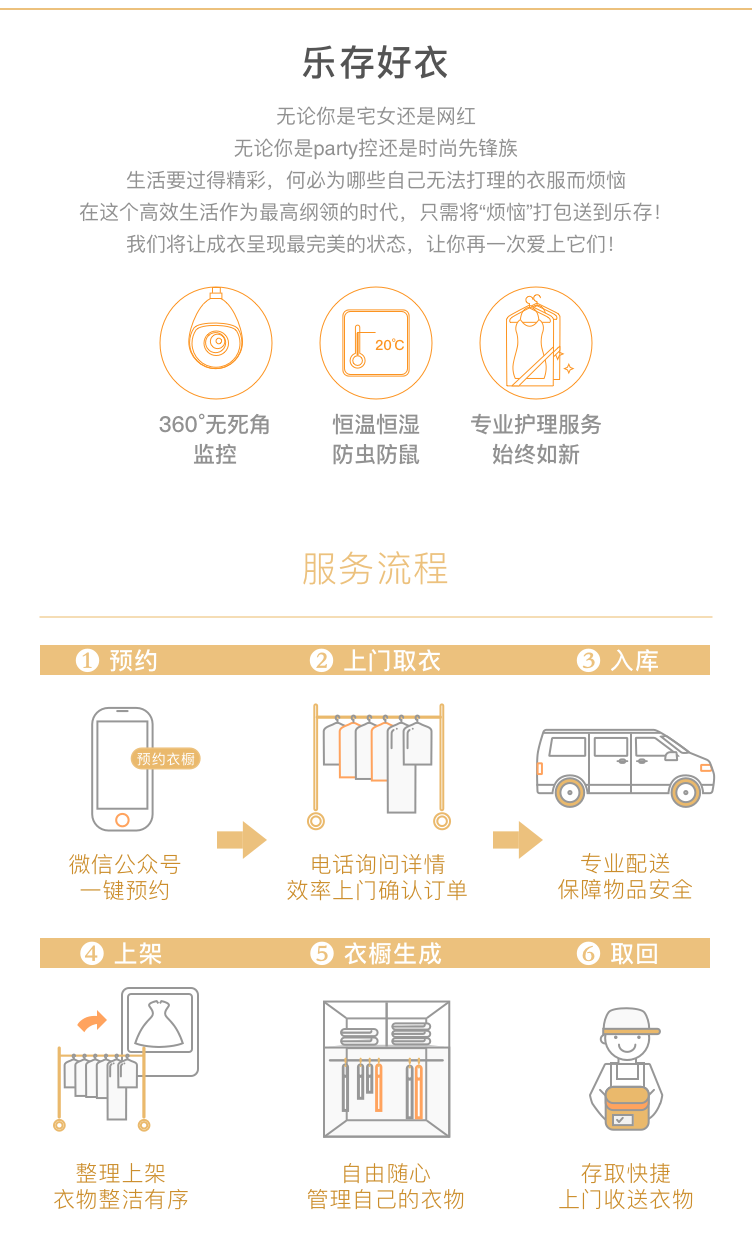 乐存好衣
无论你是宅女还是网红
无论你是party控还是时尚先锋族
生活要过得精彩，何必为哪些自己无法打理的衣服而烦恼
在这个高效生活作为最高纲领的时代，只需将“烦恼”打包送到乐存！
我们将让成衣呈现最完美的状态，让你再一次爱上它们！
20℃
360°无死角
监控
恒温恒湿
防虫防鼠
专业护理服务
始终如新
服务流程
1 预约
2 上门取衣
3 入库
预约衣橱
微信公众号
一键预约
电话询问详情
效率上门确认订单
专业配送
保障物品安全
4 上架
5 衣橱生成
6 取回
整理上架
衣物整洁有序
自由随心
管理自己的衣物
存取快捷
上门收送衣物